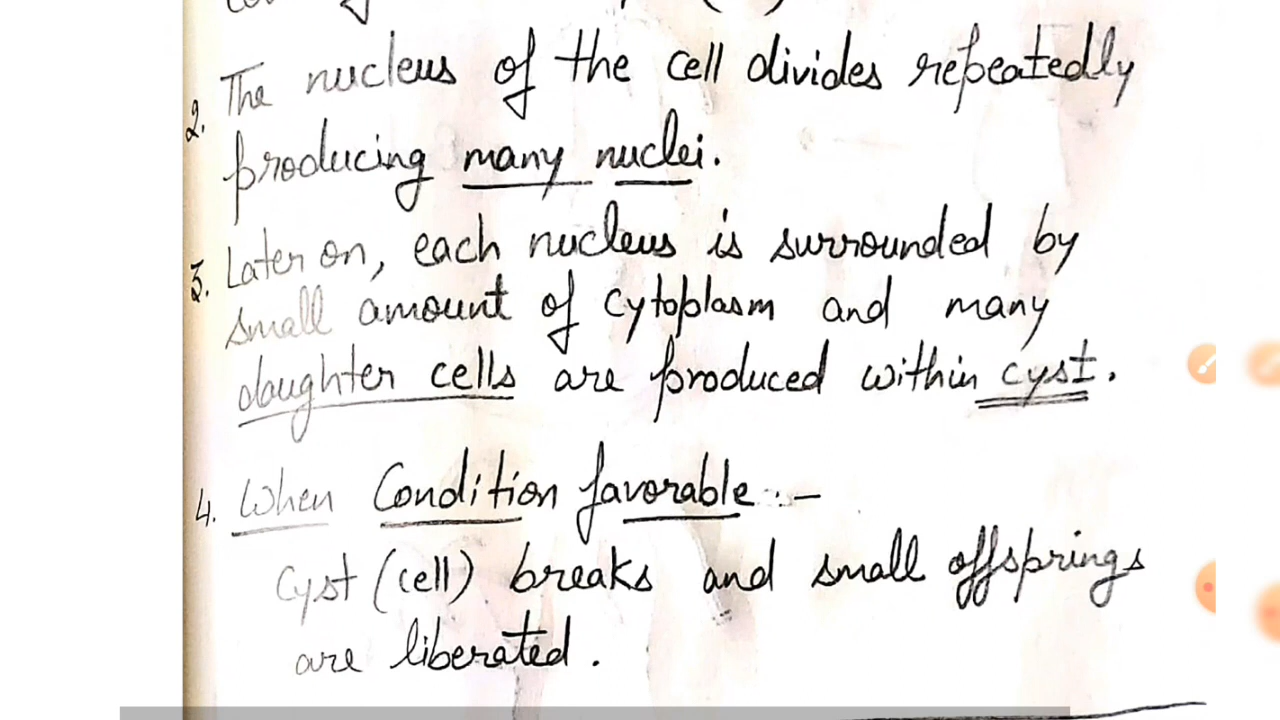 2. The nucleus of the cell divides repeatedly
producing many nuclei.
3. Later on, each nucleus is surrounded by
small amount of cytoplasm and many
daughter cells are produced within cyst.
4. When Condition favorable :-
Cyst (cell) breaks and small offsprings
are liberated.